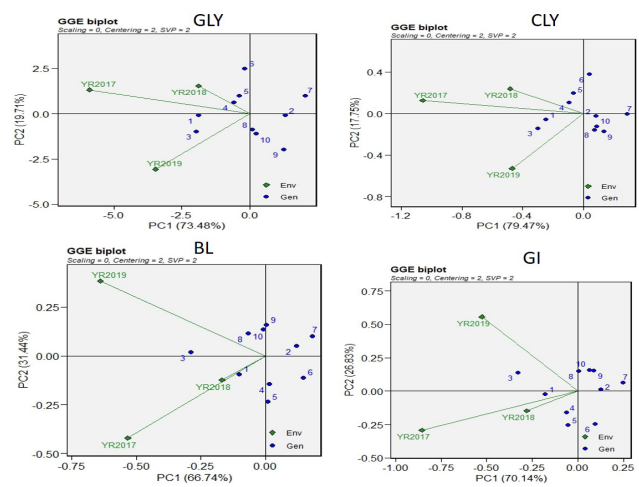 GLY
GGE biplot
Scaling = 0, Centering = 2, SVP = 2
PC2 (19.71%)
2.5
0.0
-2.5
-5.0
YR2017
YR2018
YR2019
6
5
4
7
1
2
3
8
10
9
Env
Gen
-5.0
-2.5
0.0
PC1 (73.48%)
CLY
GGE biplot
Scaling = 0, Centering = 2, SVP = 2
PC2 (17.75%)
0.4
0.0
-0.4
-0.8
YR2017
YR2018
YR2019
6
5
4
7
1
2
3
10
8
9
Env
Gen
-1.2
-0.8
-0.4
0.0
PC1 (79.47%)
BL
GGE biplot
Scaling = 0, Centering = 2, SVP = 2
PC2 (31.44%)
0.25
0.00
-0.25
-0.50
YR2019
YR2018
YR2017
9
8
10
7
2
3
1
6
4
5
Env
Gen
-0.75
-0.50
-0.25
0.00
PC1 (66.74%)
GI
GGE biplot
Scaling = 0, Centering = 2, SVP = 2
PC2 (26.83%)
0.75
0.50
0.25
0.00
-0.25
-0.50
YR2019
YR2018
YR2017
10
8
9
7
3
1
2
4
5
6
Env
Gen
-1.00
-0.75
-0.50
-0.25
0.00
0.25
PC1 (70.14%)